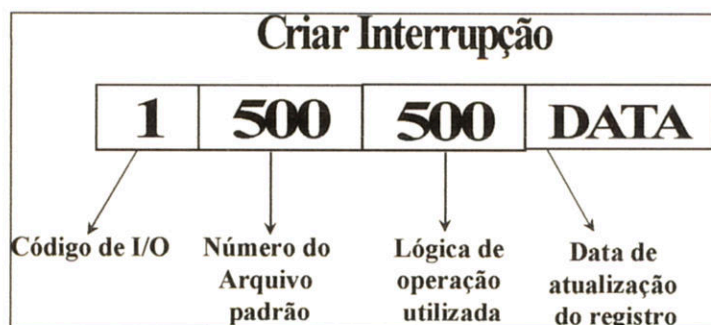 Criar Interrupção
1 500 500 DATA
Código de I/O Número do Arquivo padrão Lógica de operação utilizada Data de atualização do registro